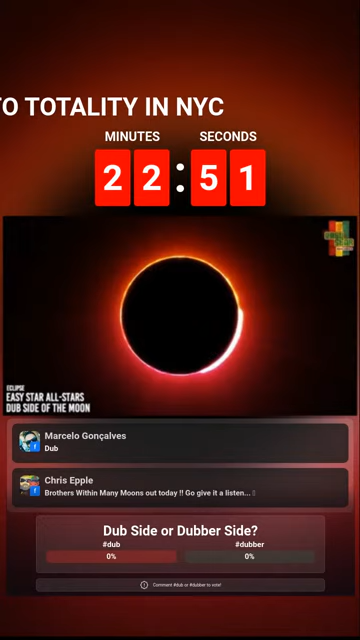 TO TOTALITY IN NYC
MINUTES SECONDS
22:51
ECLIPSE
EASY STAR ALL-STARS
DUB SIDE OF THE MOON
Marcelo Gonçalves
Dub
Chris Epple
Brothers Within Many Moons out today !! Go give it a listen...
Dub Side or Dubber Side?
#dub #dubber
0% 0%
Comment #dub or #dubber to vote!